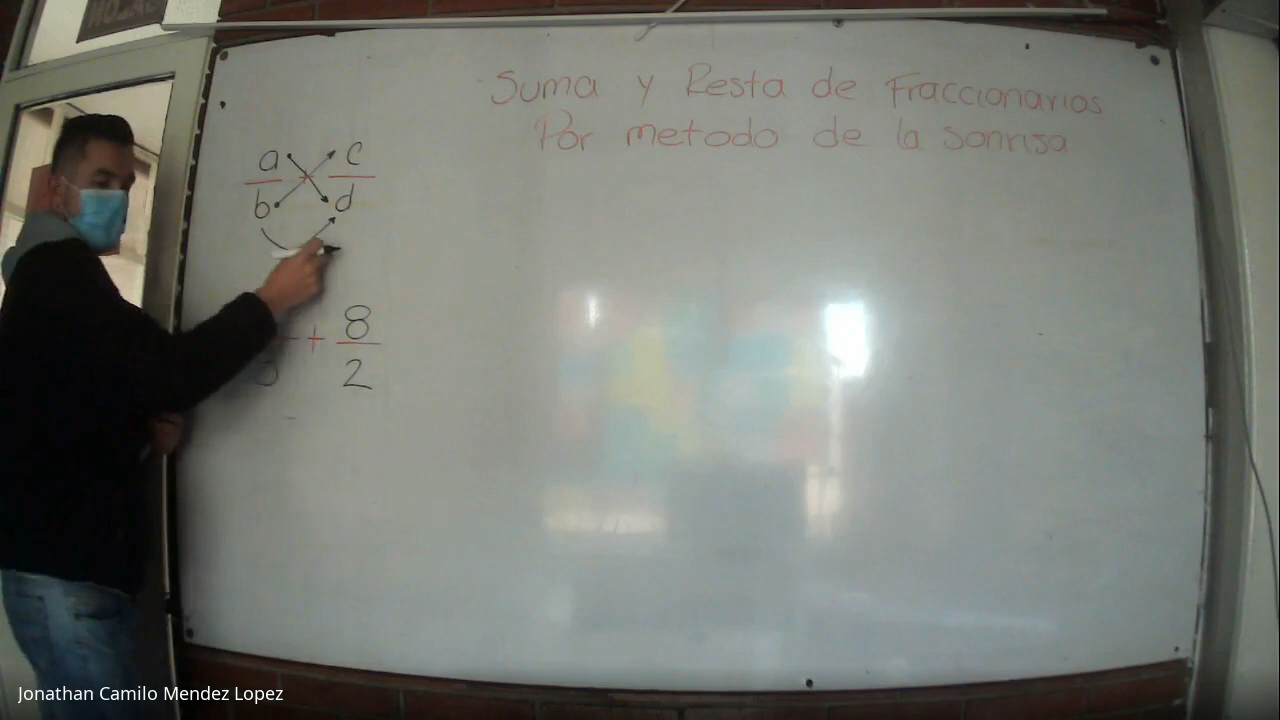 Suma y Resta de Fraccionarios
Por metodo de la sonrisa
a c
b d
+ 8
2
Jonathan Camilo Mendez Lopez